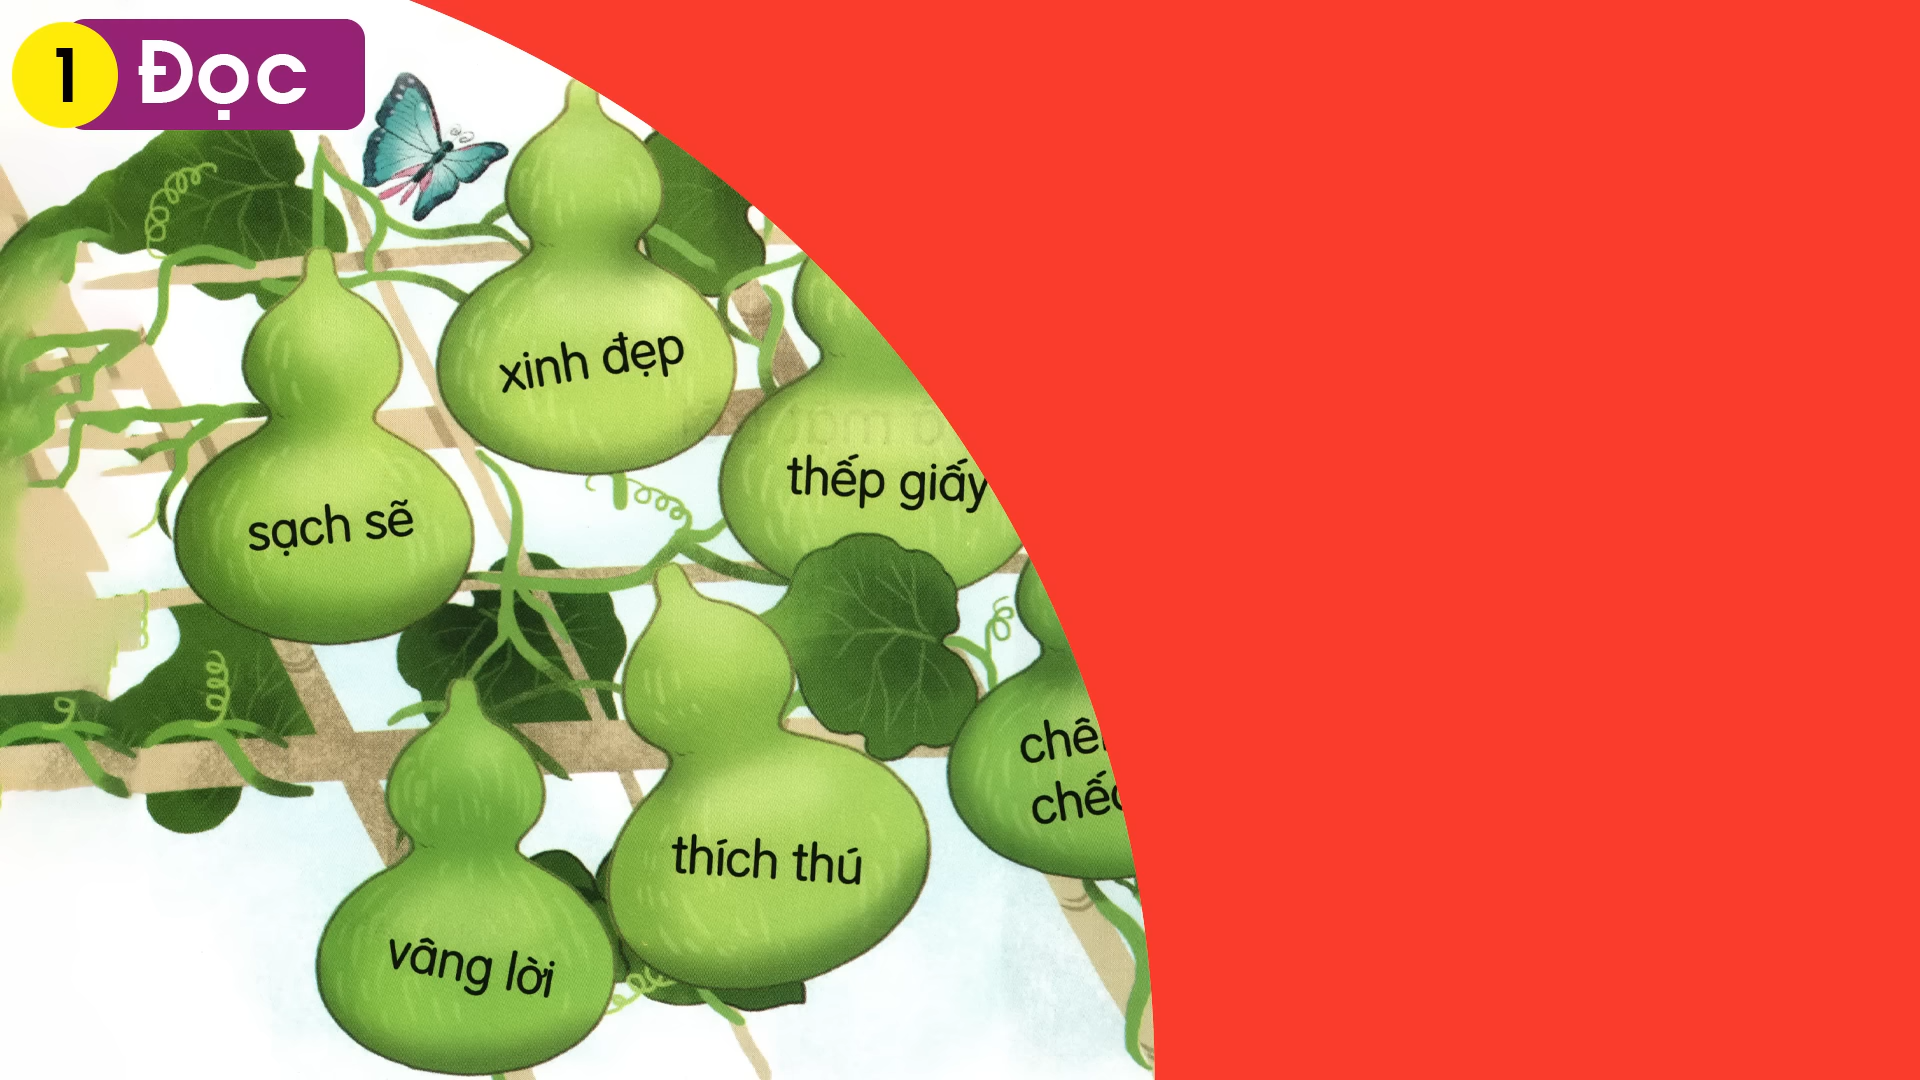 1 Đọc
xinh đẹp
thếp giấy
sạch sẽ
thích thú
vâng lời